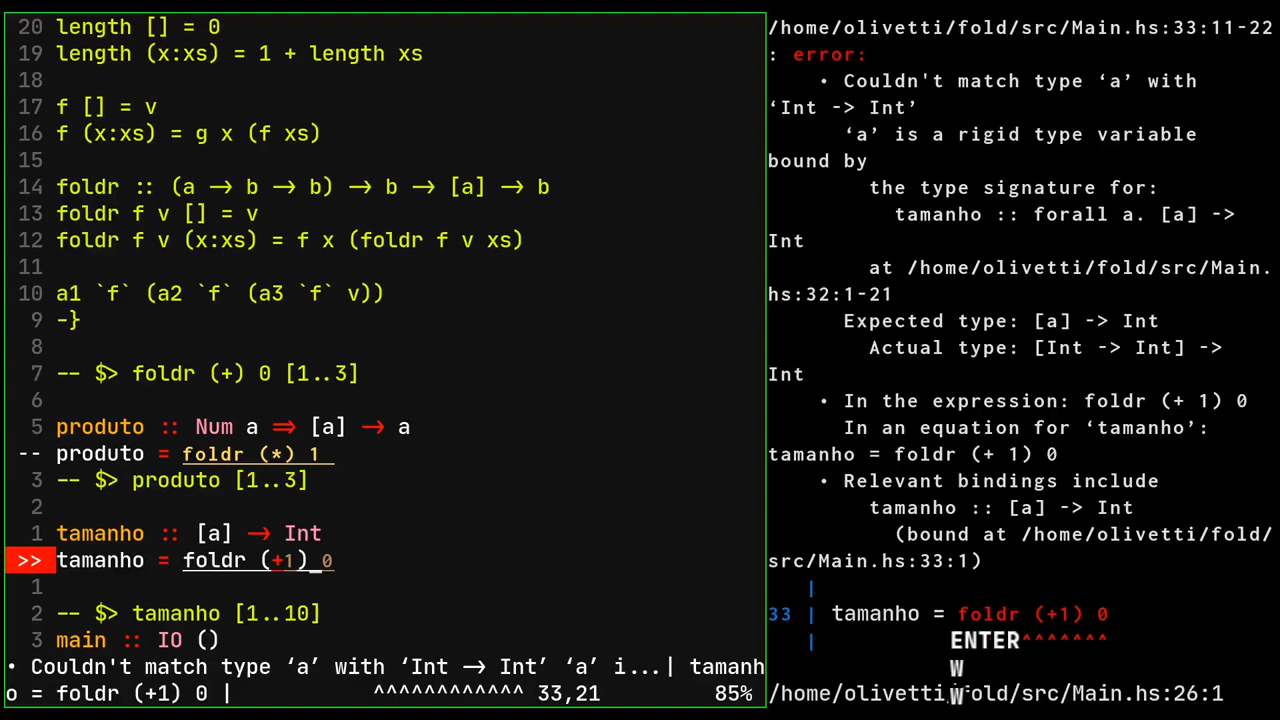 20 length [] = 0
19 length (x:xs) = 1 + length xs
18
17 f [] = v
16 f (x:xs) = g x (f xs)
15
14 foldr :: (a → b → b) → b → [a] → b
13 foldr f v [] = v
12 foldr f v (x:xs) = f x (foldr f v xs)
11
10 a1 `f` (a2 `f` (a3 `f` v))
9 -}
8
7 -- $> foldr (+) 0 [1..3]
6
5 produto :: Num a ⇒ [a] → a
-- produto = foldr (*) 1
3 -- $> produto [1..3]
2
1 tamanho :: [a] → Int
>> tamanho = foldr (+1) 0
1
2 -- $> tamanho [1..10]
3 main :: IO ()
• Couldn't match type ‘a’ with ‘Int → Int’ ‘a’ i...| tamanh
o = foldr (+1) 0 | ^^^^^^^^^^^^ 33,21 85%
/home/olivetti/fold/src/Main.hs:33:11-22
: error:
• Couldn't match type ‘a’ with
‘Int -> Int’
‘a’ is a rigid type variable
bound by
the type signature for:
tamanho :: forall a. [a] ->
Int
at /home/olivetti/fold/src/Main.
hs:32:1-21
Expected type: [a] -> Int
Actual type: [Int -> Int] ->
Int
• In the expression: foldr (+ 1) 0
In an equation for ‘tamanho’:
tamanho = foldr (+ 1) 0
• Relevant bindings include
tamanho :: [a] -> Int
(bound at /home/olivetti/fold/
src/Main.hs:33:1)
|
33 | tamanho = foldr (+1) 0
| ENTER^^^^^^^
W
W
/home/olivetti/fold/src/Main.hs:26:1